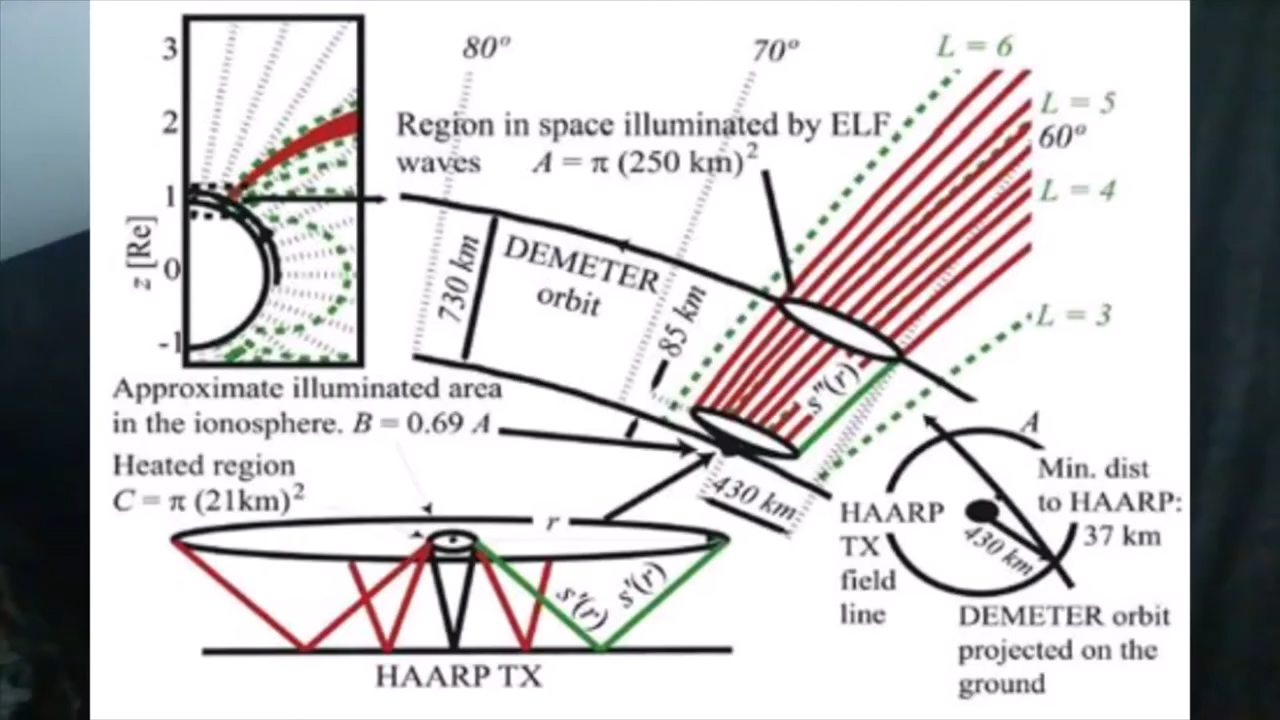 3
2
1
0
-1
z [Re]
80º
70º
L = 6
L = 5
60º
L = 4
L = 3
Region in space illuminated by ELF
waves A = π (250 km)²
DEMETER
orbit
730 km
85 km
s''(r)
Approximate illuminated area
in the ionosphere. B = 0.69 A
Heated region
C = π (21km)²
r
430 km
s'(r)
s'(r)
HAARP TX
HAARP
TX
field
line
A
Min. dist
to HAARP:
37 km
430 km
DEMETER orbit
projected on the
ground